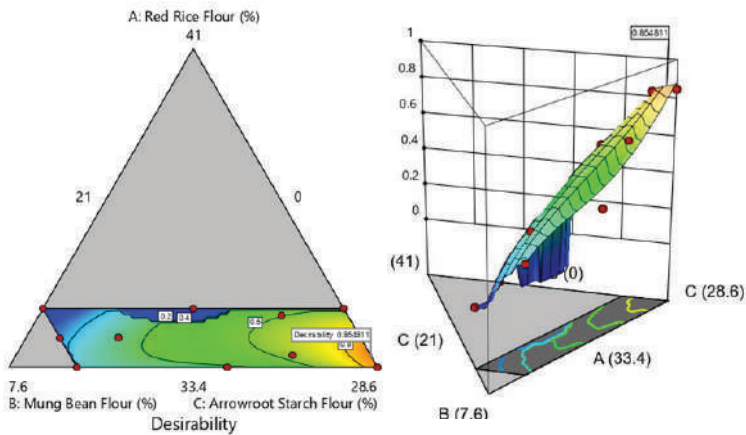 A: Red Rice Flour (%)
41
21
0
0.2
0.4
0.6
Desirability 0.854811
0.8
7.6
33.4
28.6
B: Mung Bean Flour (%)
C: Arrowroot Starch Flour (%)
Desirability
0.854811
1
0.8
0.6
0.4
0.2
0
(41)
(0)
C (28.6)
C (21)
A (33.4)
B (7.6)